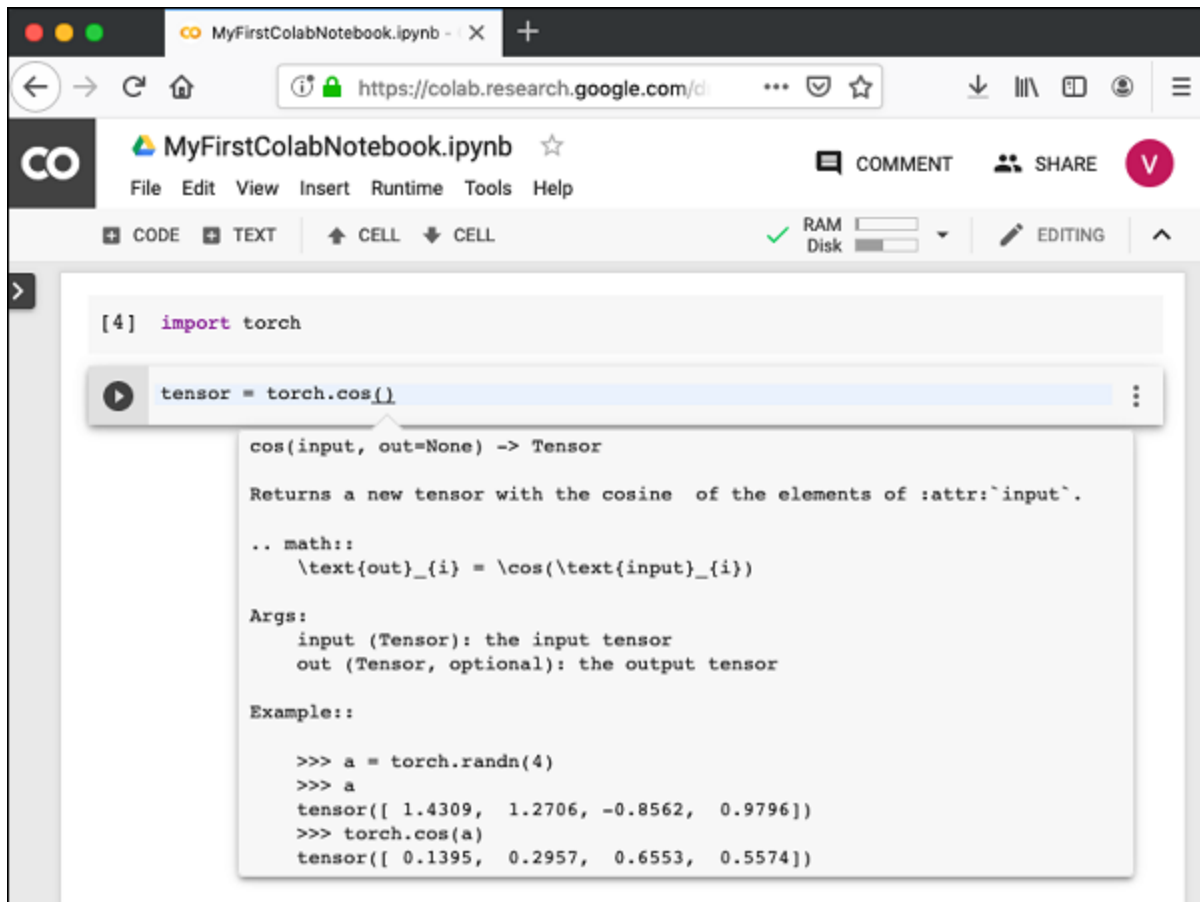 CO MyFirstColabNotebook.ipynb -
https://colab.research.google.com/d
CO
MyFirstColabNotebook.ipynb
COMMENT SHARE V
File Edit View Insert Runtime Tools Help
CODE TEXT CELL CELL
RAM
Disk
EDITING
[4] import torch
tensor = torch.cos()
cos(input, out=None) -> Tensor
Returns a new tensor with the cosine  of the elements of :attr:`input`.
.. math::
    \text{out}_{i} = \cos(\text{input}_{i})
Args:
    input (Tensor): the input tensor
    out (Tensor, optional): the output tensor
Example::
    >>> a = torch.randn(4)
    >>> a
    tensor([ 1.4309,  1.2706, -0.8562,  0.9796])
    >>> torch.cos(a)
    tensor([ 0.1395,  0.2957,  0.6553,  0.5574])